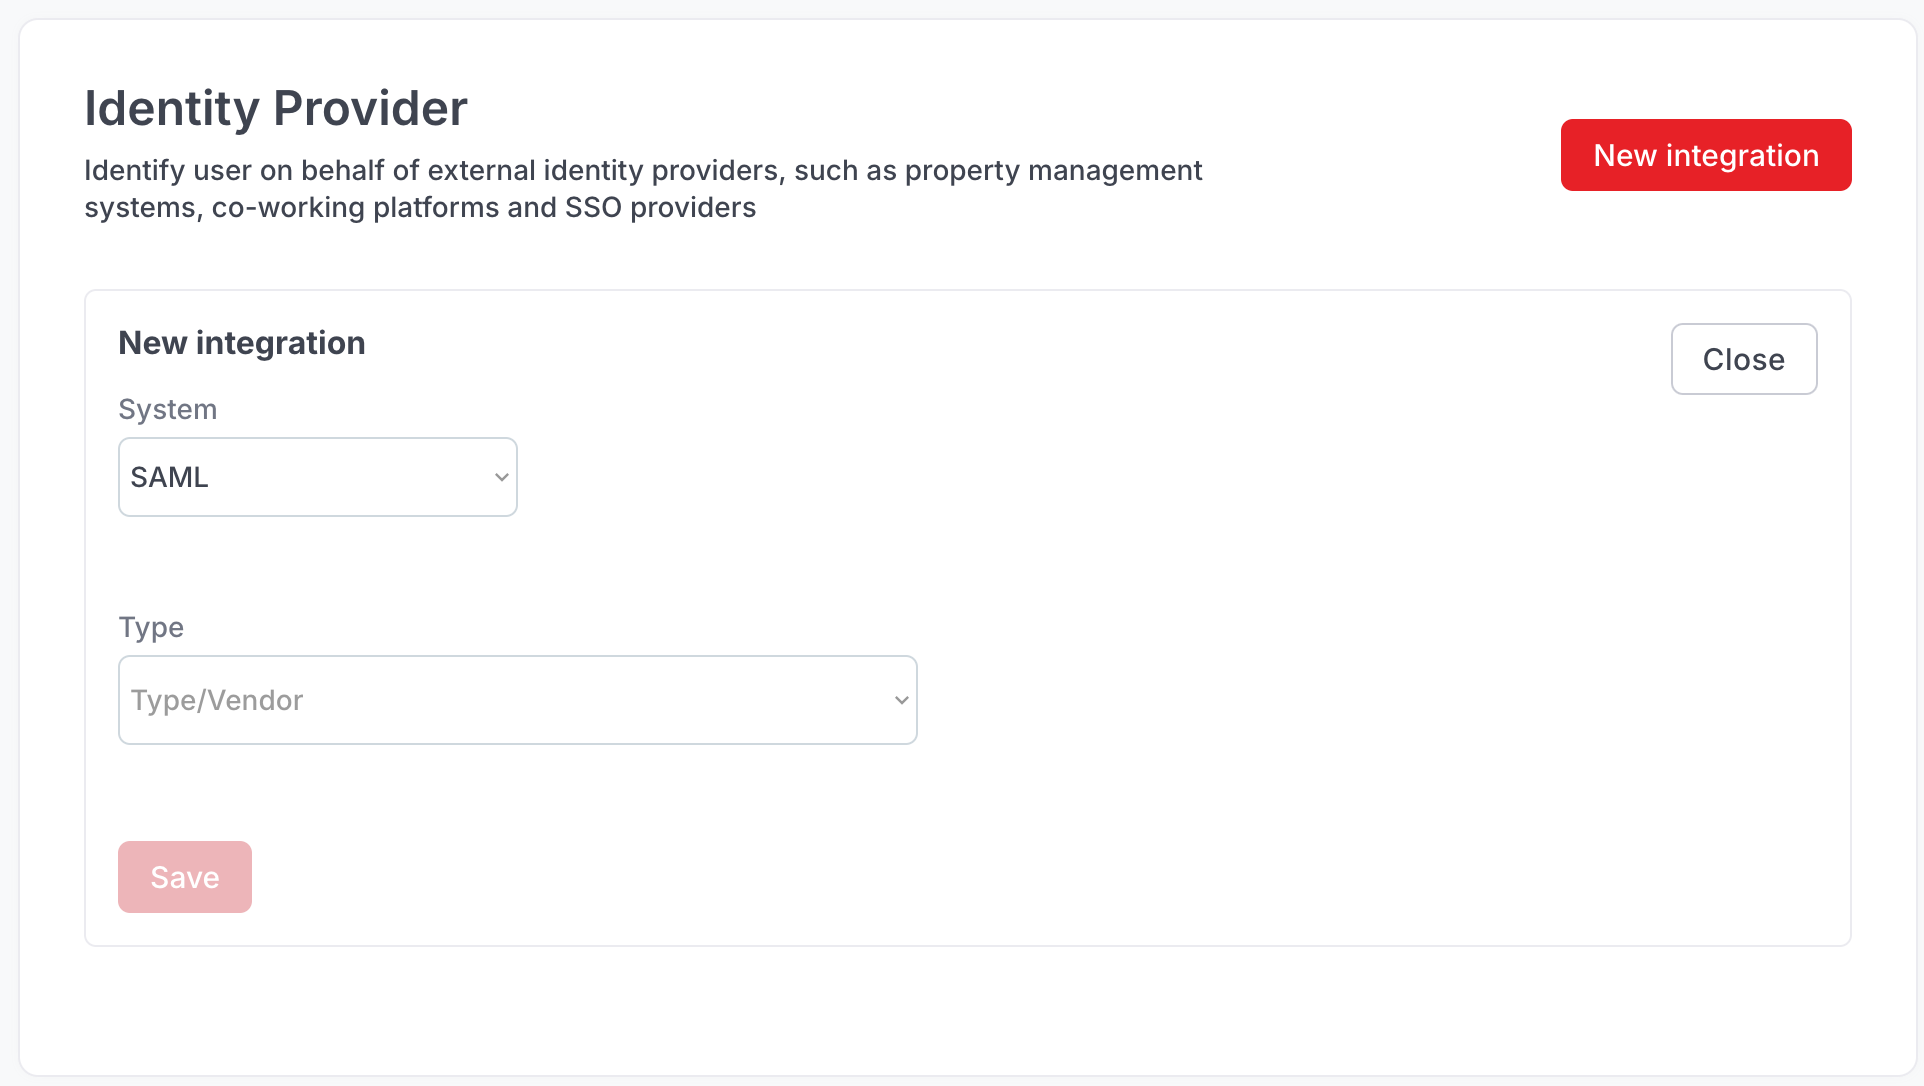 Identity Provider
Identify user on behalf of external identity providers, such as property management
systems, co-working platforms and SSO providers
New integration
New integration
Close
System
SAML
Type
Type/Vendor
Save